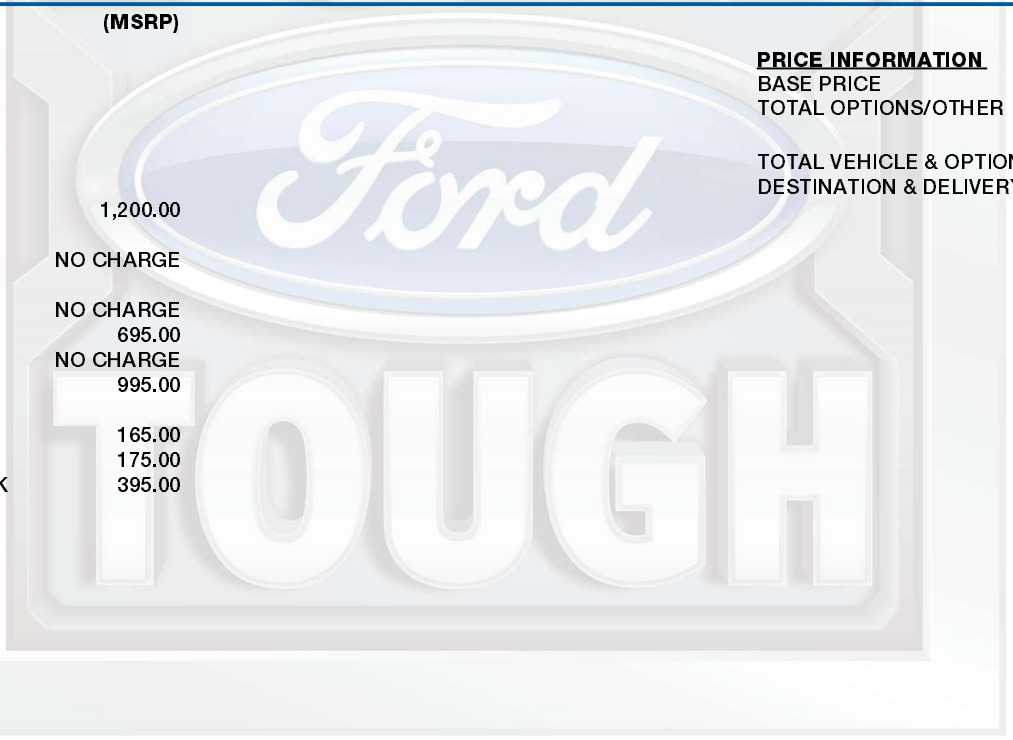 (MSRP)
1,200.00
NO CHARGE
NO CHARGE
695.00
NO CHARGE
995.00
165.00
175.00
K 395.00
PRICE INFORMATION
BASE PRICE
TOTAL OPTIONS/OTHER
TOTAL VEHICLE & OPTION
DESTINATION & DELIVERY
Ford
TOUGH